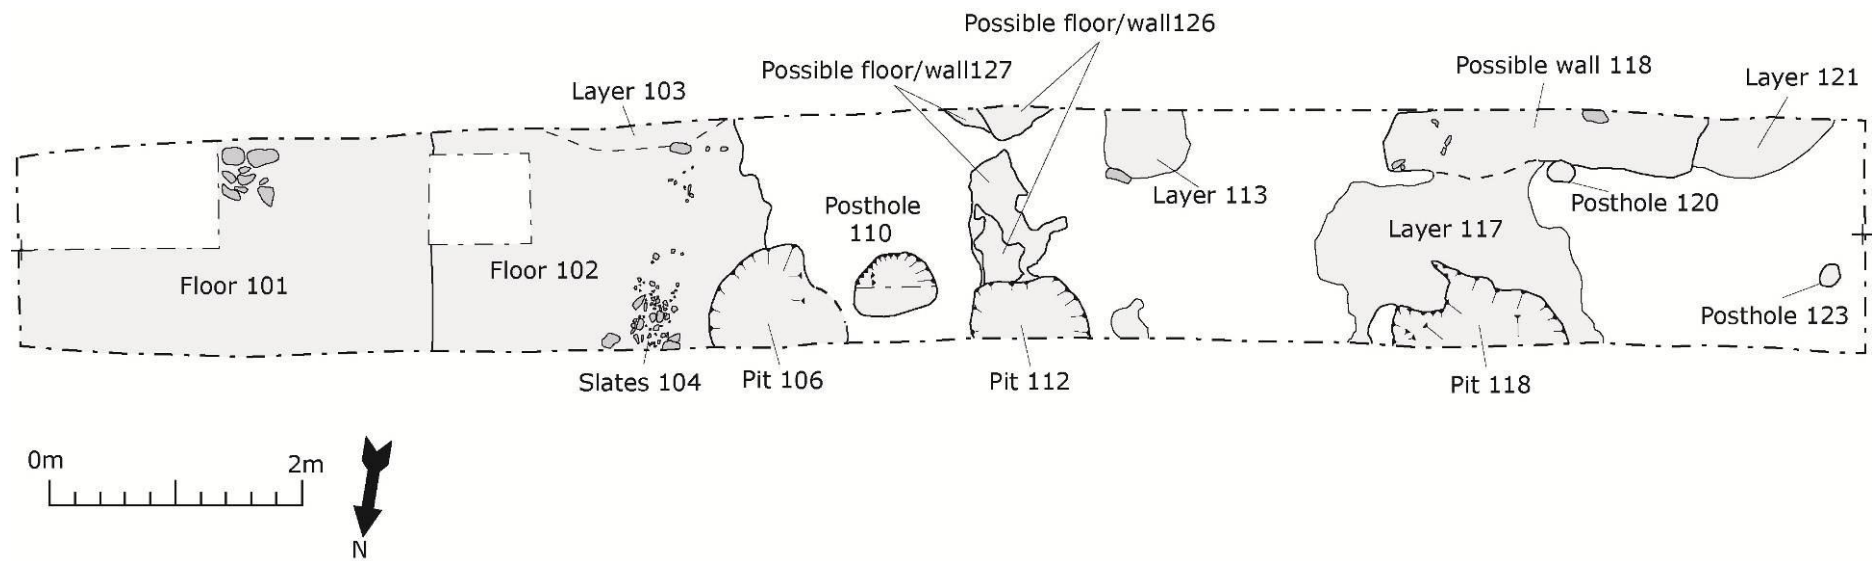 Possible floor/wall126
Possible floor/wall127
Possible wall 118
Layer 121
Layer 103
Layer 113
Posthole
110
Posthole 120
Layer 117
Floor 101
Floor 102
Posthole 123
Slates 104
Pit 106
Pit 112
Pit 118
0m 2m
N